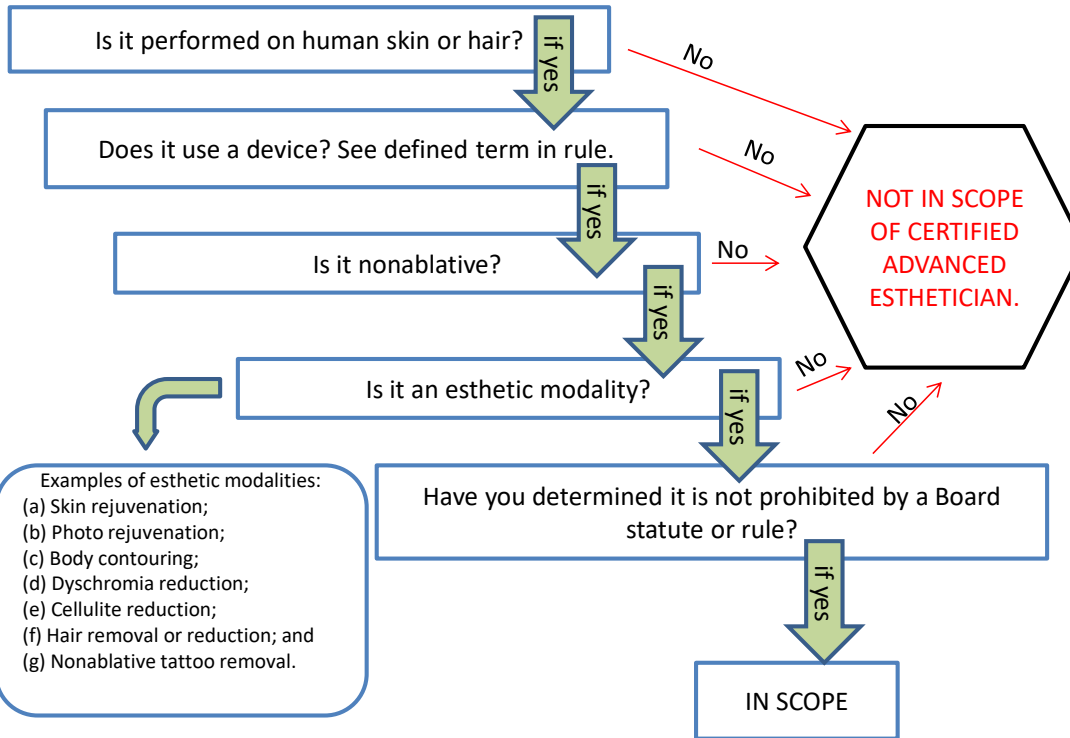 Is it performed on human skin or hair?
if yes
No
Does it use a device? See defined term in rule.
No
if yes
NOT IN SCOPE
OF CERTIFIED
ADVANCED
ESTHETICIAN.
Is it nonablative?
No
if yes
Is it an esthetic modality?
No
if yes
No
Examples of esthetic modalities:
(a) Skin rejuvenation;
(b) Photo rejuvenation;
(c) Body contouring;
(d) Dyschromia reduction;
(e) Cellulite reduction;
(f) Hair removal or reduction; and
(g) Nonablative tattoo removal.
Have you determined it is not prohibited by a Board
statute or rule?
if yes
IN SCOPE